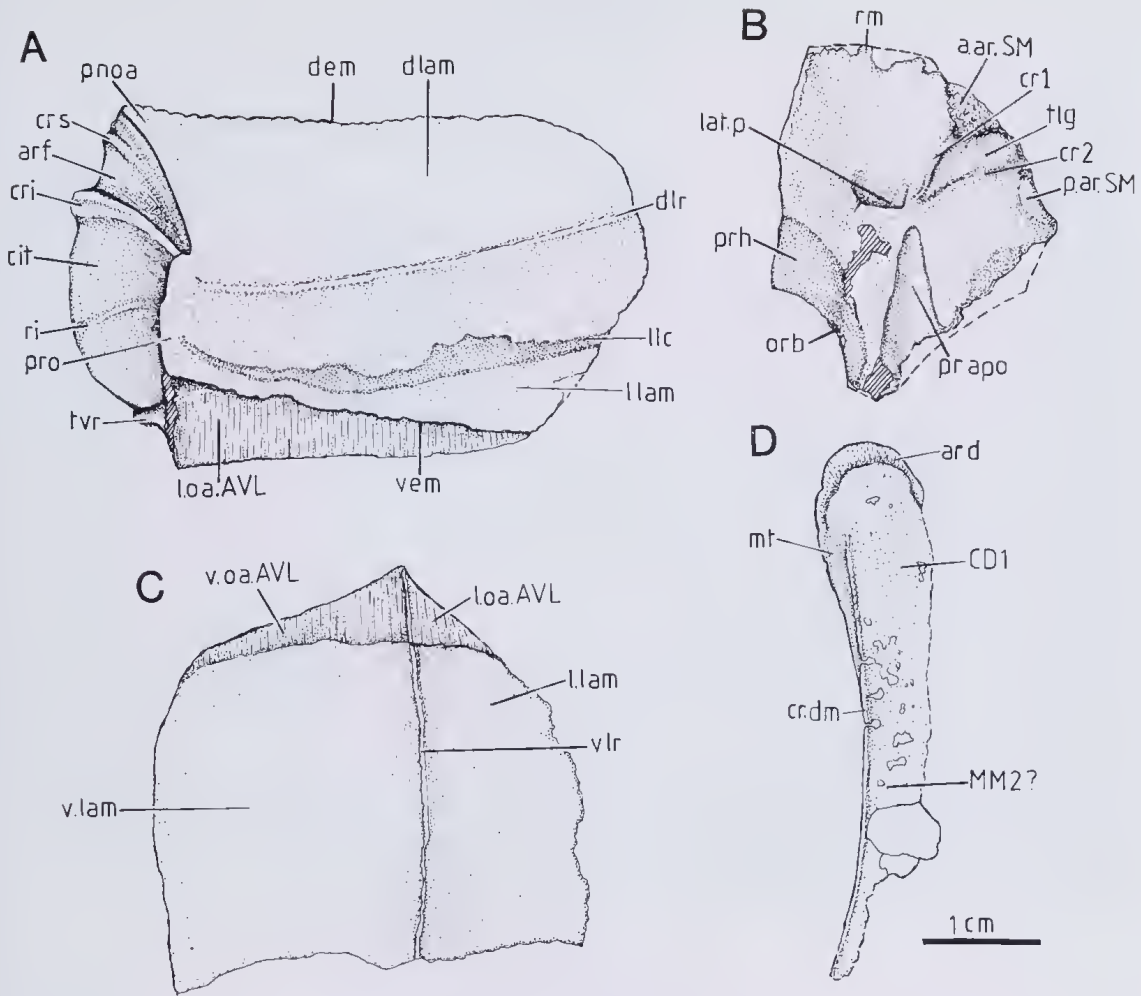 A
pnoa
dem
dlam
crs
arf
cri
cit
ri
pro
tvr
dlr
llc
llam
l.oa.AVL
vem
B
rm
a.ar.SM
cr1
tlg
cr2
p.ar.SM
lat.p
prh
orb
pr.apo
C
v.oa.AVL
l.oa.AVL
l.lam
vlr
v.lam
D
ard
mt
CD1
cr.dm
MM2?
1cm